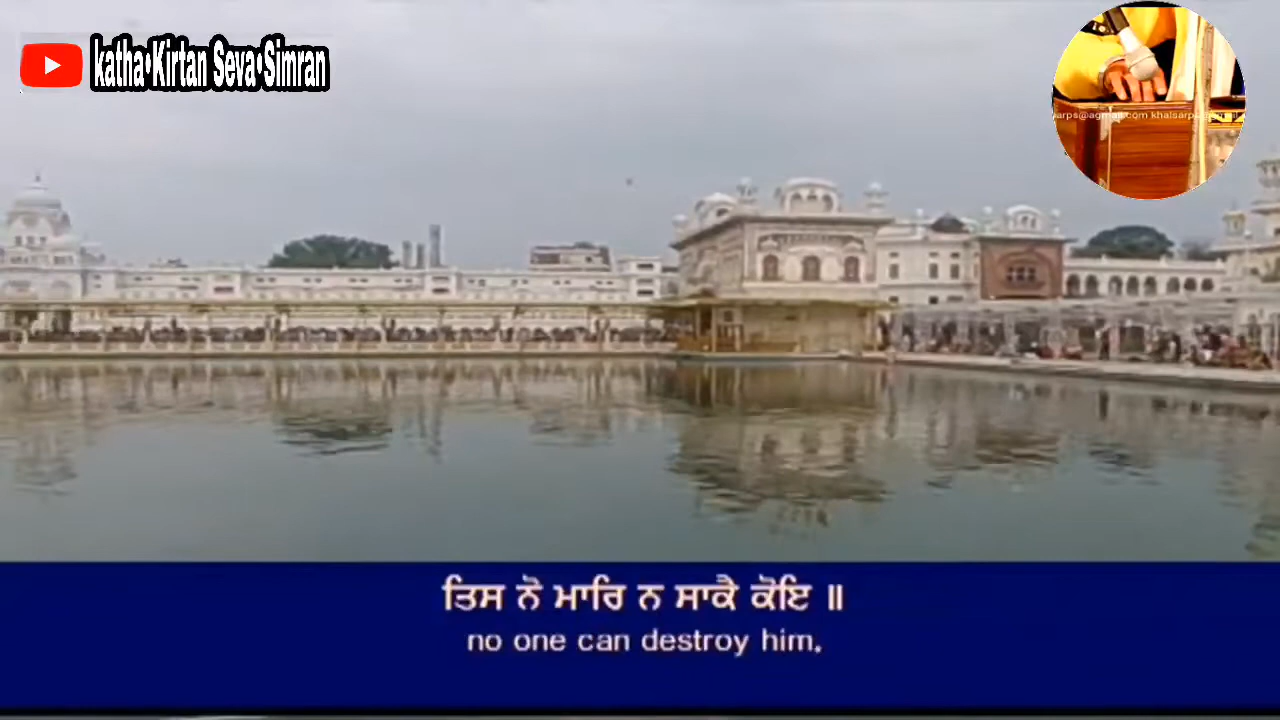 katha•Kirtan Seva•Simran
ਤਿਸ ਨੋ ਮਾਰਿ ਨ ਸਾਕੈ ਕੋਇ ॥
no one can destroy him.